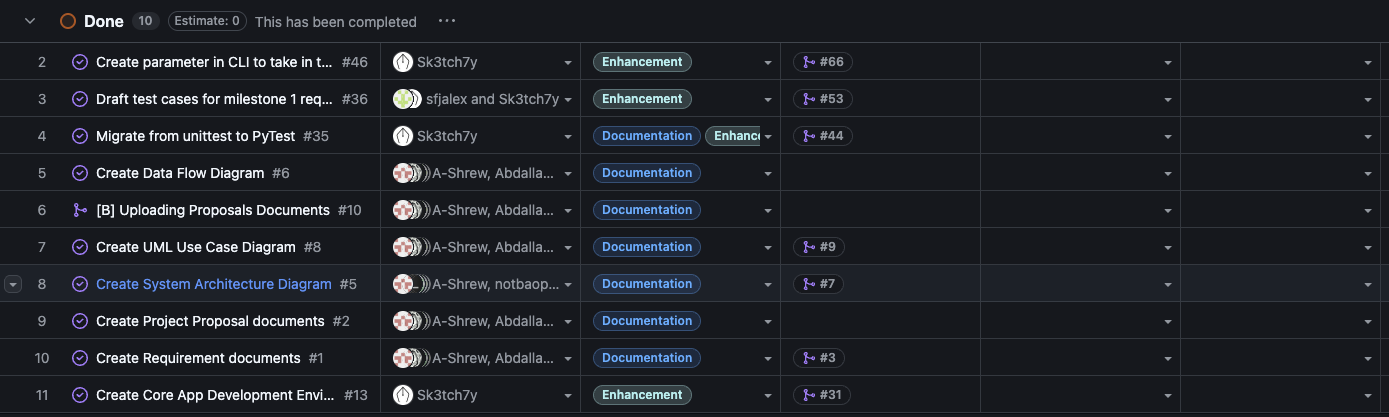 Done 10 Estimate: 0 This has been completed ...
2 Create parameter in CLI to take in t... #46 Sk3tch7y Enhancement #66
3 Draft test cases for milestone 1 req... #36 sfjalex and Sk3tch7y Enhancement #53
4 Migrate from unittest to PyTest #35 Sk3tch7y Documentation Enhanc #44
5 Create Data Flow Diagram #6 A-Shrew, Abdalla... Documentation
6 [B] Uploading Proposals Documents #10 A-Shrew, Abdalla... Documentation
7 Create UML Use Case Diagram #8 A-Shrew, Abdalla... Documentation #9
8 Create System Architecture Diagram #5 A-Shrew, notbaop... Documentation #7
9 Create Project Proposal documents #2 A-Shrew, Abdalla... Documentation
10 Create Requirement documents #1 A-Shrew, Abdalla... Documentation #3
11 Create Core App Development Envi... #13 Sk3tch7y Enhancement #31